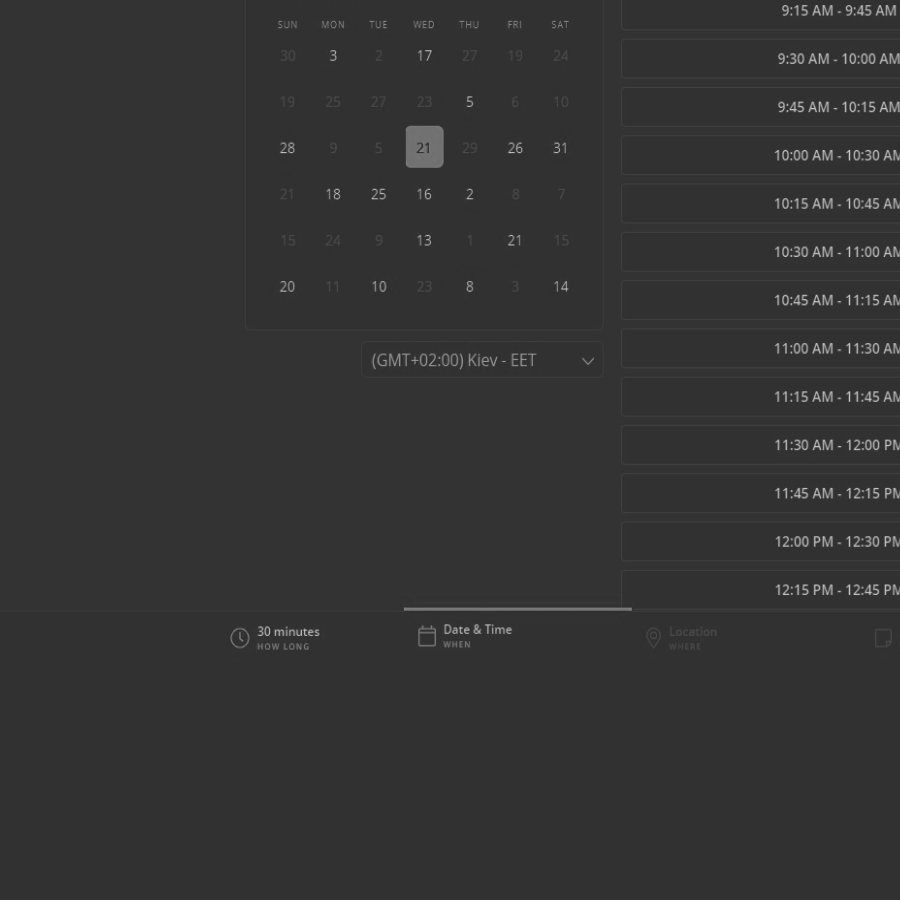 SUN MON TUE WED THU FRI SAT
30 3 2 17 27 19 24
19 25 27 23 5 6 10
28 9 5 21 29 26 31
21 18 25 16 2 8 7
15 24 9 13 1 21 15
20 11 10 23 8 3 14
(GMT+02:00) Kiev - EET
9:15 AM - 9:45 AM
9:30 AM - 10:00 AM
9:45 AM - 10:15 AM
10:00 AM - 10:30 AM
10:15 AM - 10:45 AM
10:30 AM - 11:00 AM
10:45 AM - 11:15 AM
11:00 AM - 11:30 AM
11:15 AM - 11:45 AM
11:30 AM - 12:00 PM
11:45 AM - 12:15 PM
12:00 PM - 12:30 PM
12:15 PM - 12:45 PM
30 minutes
HOW LONG
Date & Time
WHEN
Location
WHERE